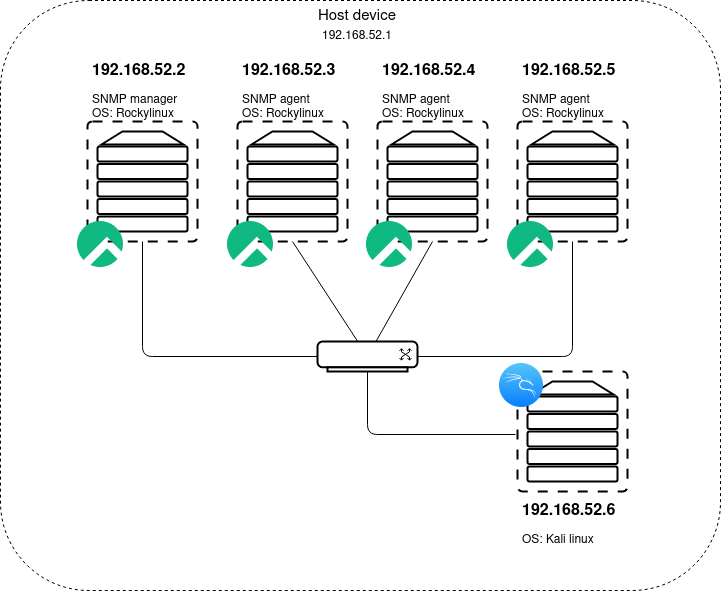 Host device
192.168.52.1
192.168.52.2
192.168.52.3
192.168.52.4
192.168.52.5
SNMP manager
OS: Rockylinux
SNMP agent
OS: Rockylinux
SNMP agent
OS: Rockylinux
SNMP agent
OS: Rockylinux
192.168.52.6
OS: Kali linux